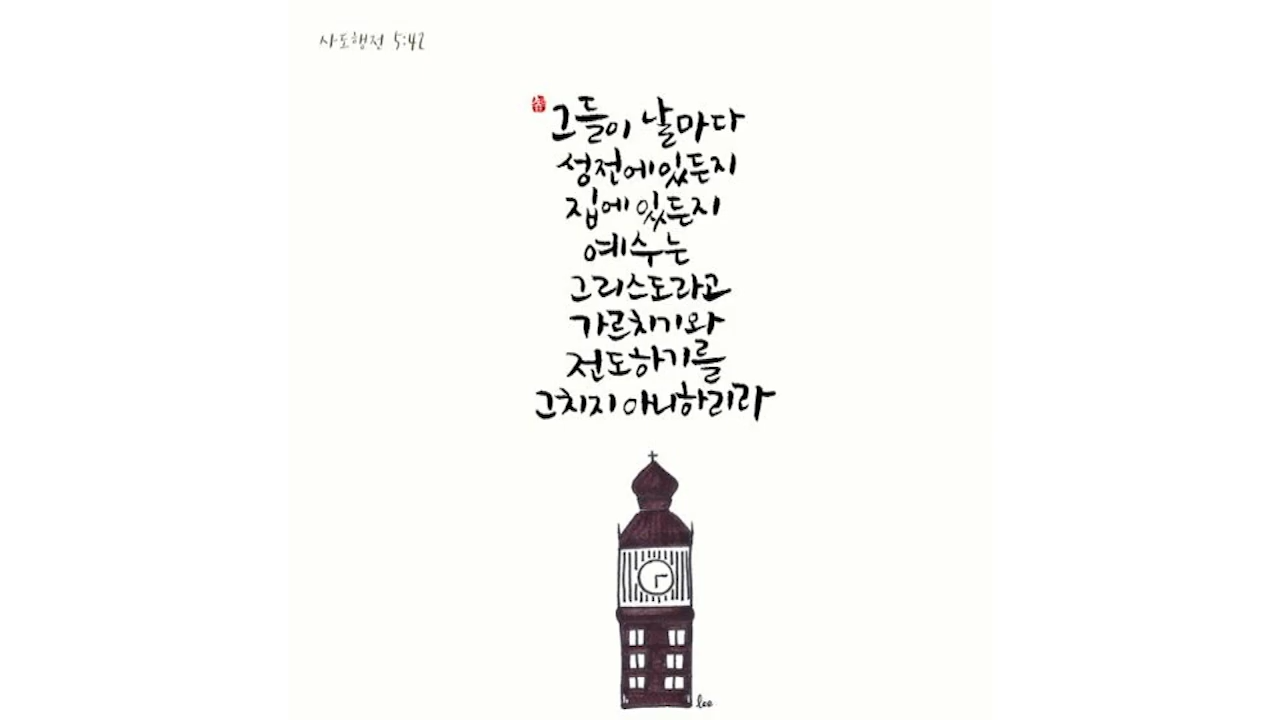 사도행전 5:42
그들이 날마다
성전에있든지
집에 있든지
예수는
그리스도라고
가르치기와
전도하기를
그치지 아니하리라
lee